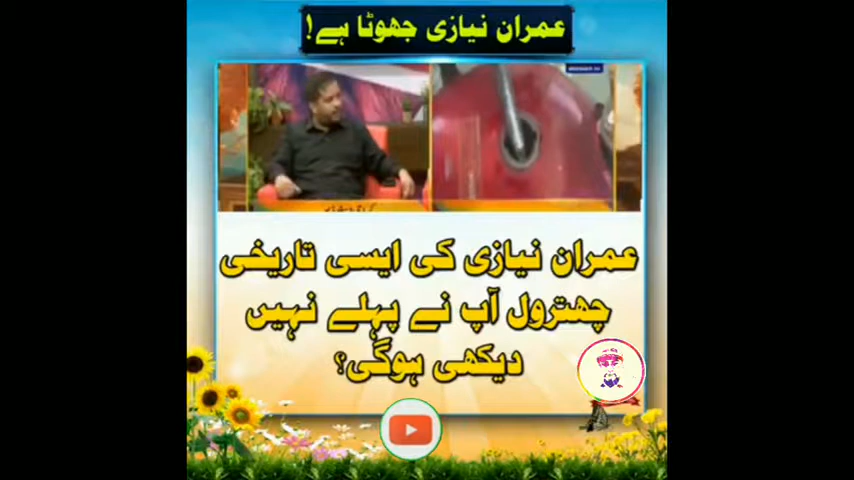 عمران نیازی جھوٹا ہے!
عمران نیازی کی ایسی تاریخی
چھترول آپ نے پہلے نہیں
دیکھی ہوگی؟